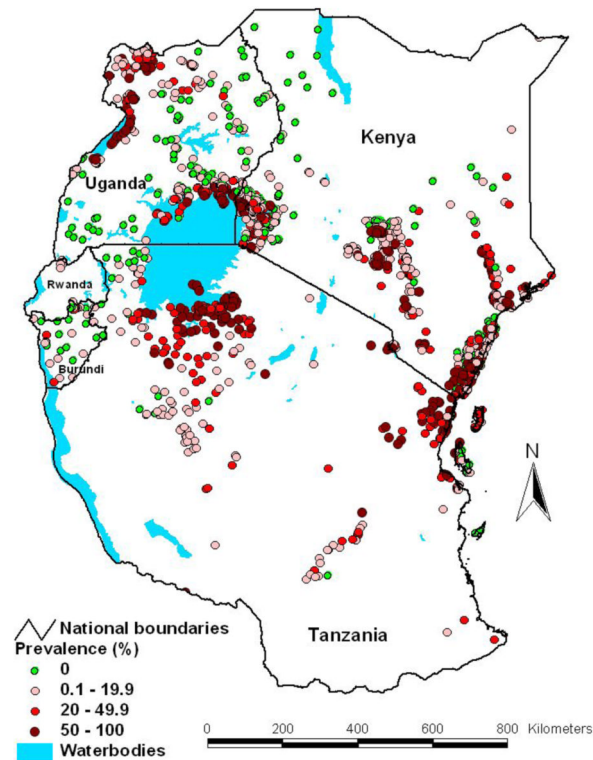 Kenya
Uganda
Rwanda
Burundi
N
Tanzania
National boundaries
Prevalence (%)
0
0.1 - 19.9
20 - 49.9
50 - 100
Waterbodies
0 200 400 600 800 Kilometers